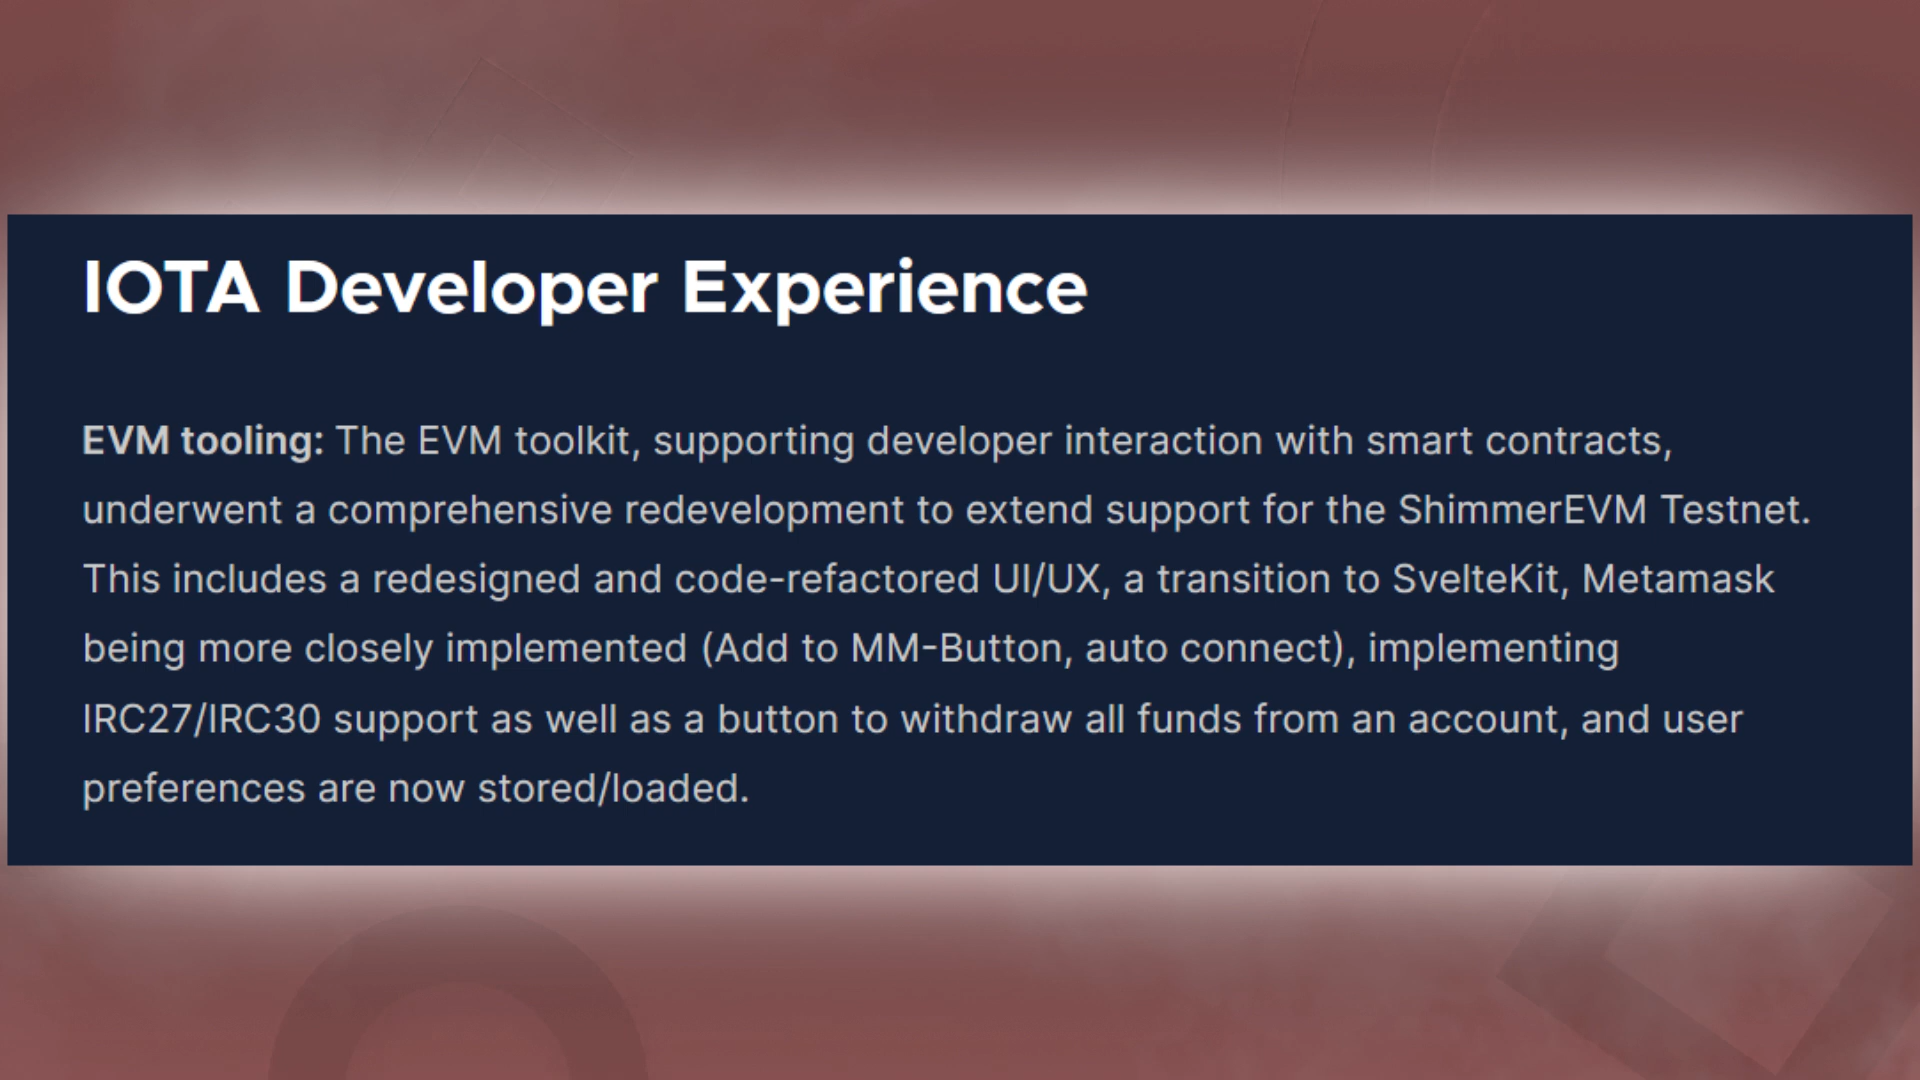 IOTA Developer Experience
EVM tooling: The EVM toolkit, supporting developer interaction with smart contracts,
underwent a comprehensive redevelopment to extend support for the ShimmerEVM Testnet.
This includes a redesigned and code-refactored UI/UX, a transition to SvelteKit, Metamask
being more closely implemented (Add to MM-Button, auto connect), implementing
IRC27/IRC30 support as well as a button to withdraw all funds from an account, and user
preferences are now stored/loaded.